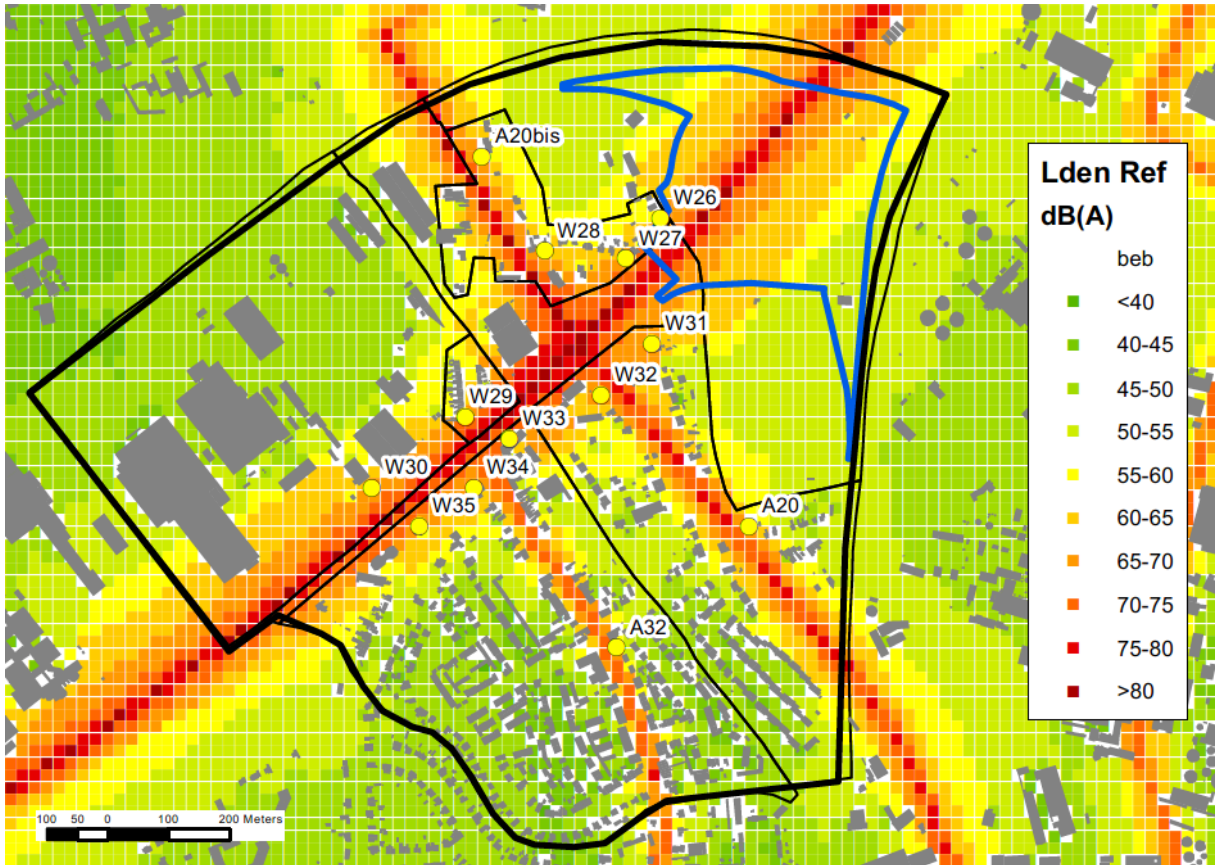 A20bis
W26
W28
W27
W31
W32
W29
W33
W30
W34
W35
A20
A32
Lden Ref
dB(A)
beb
<40
40-45
45-50
50-55
55-60
60-65
65-70
70-75
75-80
>80
100 50 0 100 200 Meters